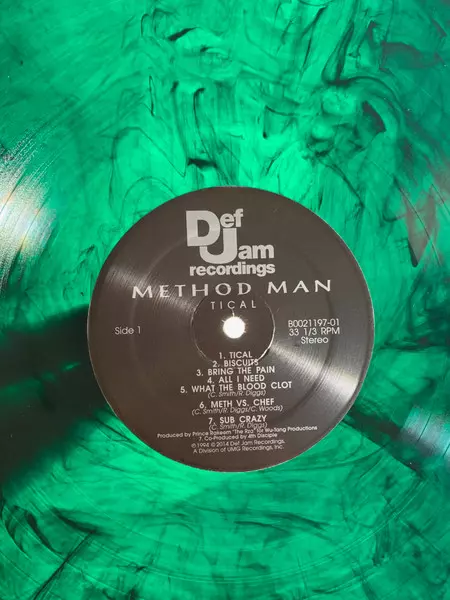 Def
Jam
recordings
METHOD MAN
TICAL
Side 1
B0021197-01
33 1/3 RPM
Stereo
1. TICAL
2. BISCUITS
3. BRING THE PAIN
4. ALL I NEED
5. WHAT THE BLOOD CLOT
(C. Smith/R. Diggs)
6. METH VS. CHEF
(C. Smith/R. Diggs/C. Woods)
7. SUB CRAZY
(C. Smith/R. Diggs)
Produced by Prince Rakeem "The Rza" for Wu-Tang Productions
7. Co-Produced by 4th Disciple
℗ 1994 © 2014 Def Jam Recordings.
A Division of UMG Recordings, Inc.